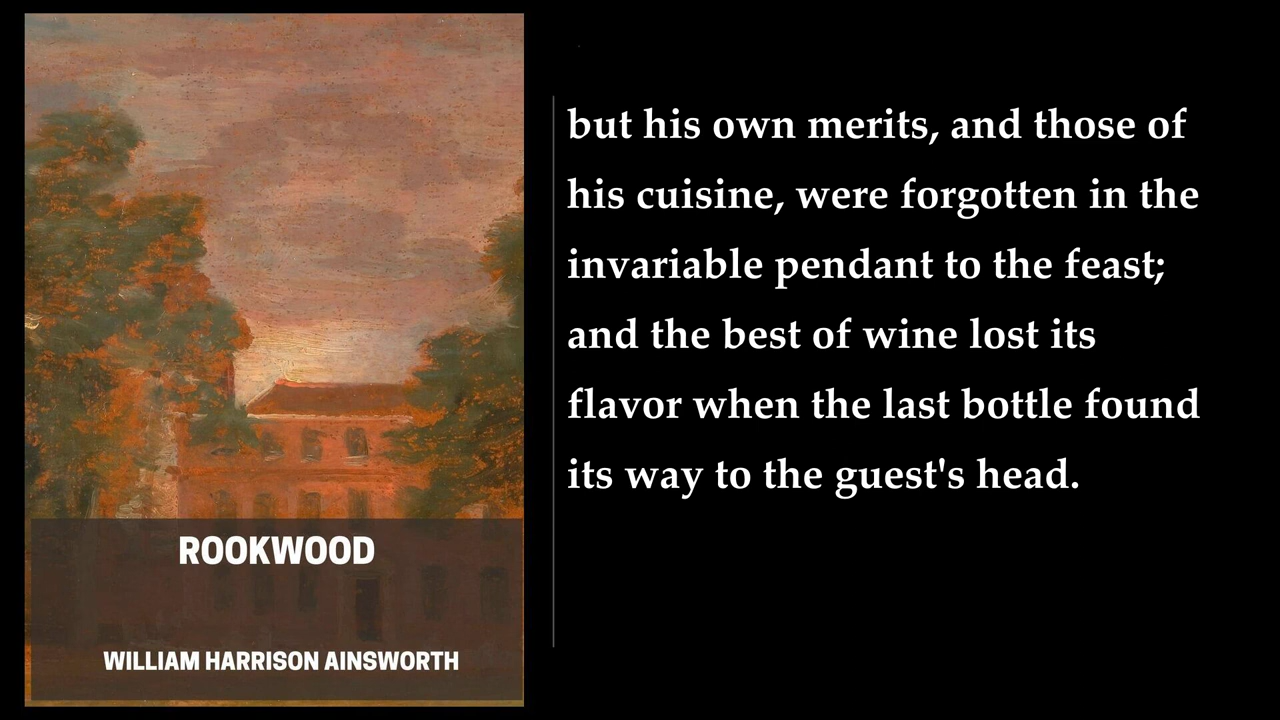 but his own merits, and those of
his cuisine, were forgotten in the
invariable pendant to the feast;
and the best of wine lost its
flavor when the last bottle found
its way to the guest's head.
ROOKWOOD
WILLIAM HARRISON AINSWORTH